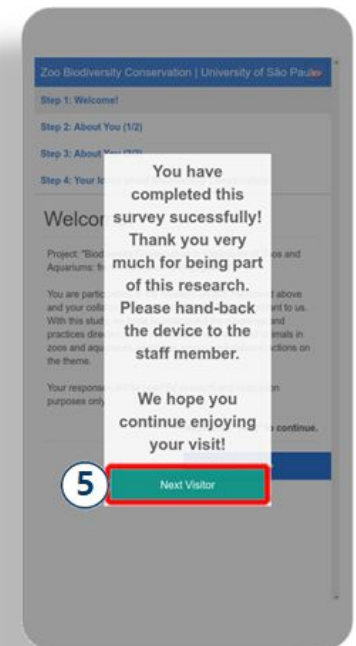 Zoo Biodiversity Conservation | University of São Paulo
Step 1: Welcome!
Step 2: About You (1/2)
Step 3: About You
Step 4: Your
Welcom
Project: "Biod os and
Aquariums:
You are partic above
and your colla nt to us.
With this stud and
practices dire mals in
zoos and aqua ctions on
the theme.
Your respons on
purposes only
continue.
You have
completed this
survey sucessfully!
Thank you very
much for being part
of this research.
Please hand-back
the device to the
staff member.
We hope you
continue enjoying
your visit!
5
Next Visitor